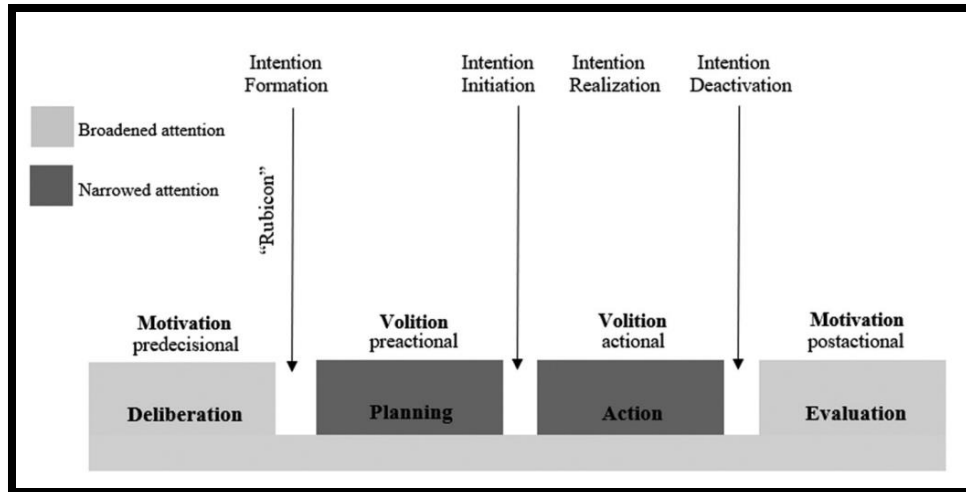 Intention
Formation
Intention
Initiation
Intention
Realization
Intention
Deactivation
Broadened attention
Narrowed attention
“Rubicon”
Motivation
predecisional
Volition
preactional
Volition
actional
Motivation
postactional
Deliberation
Planning
Action
Evaluation